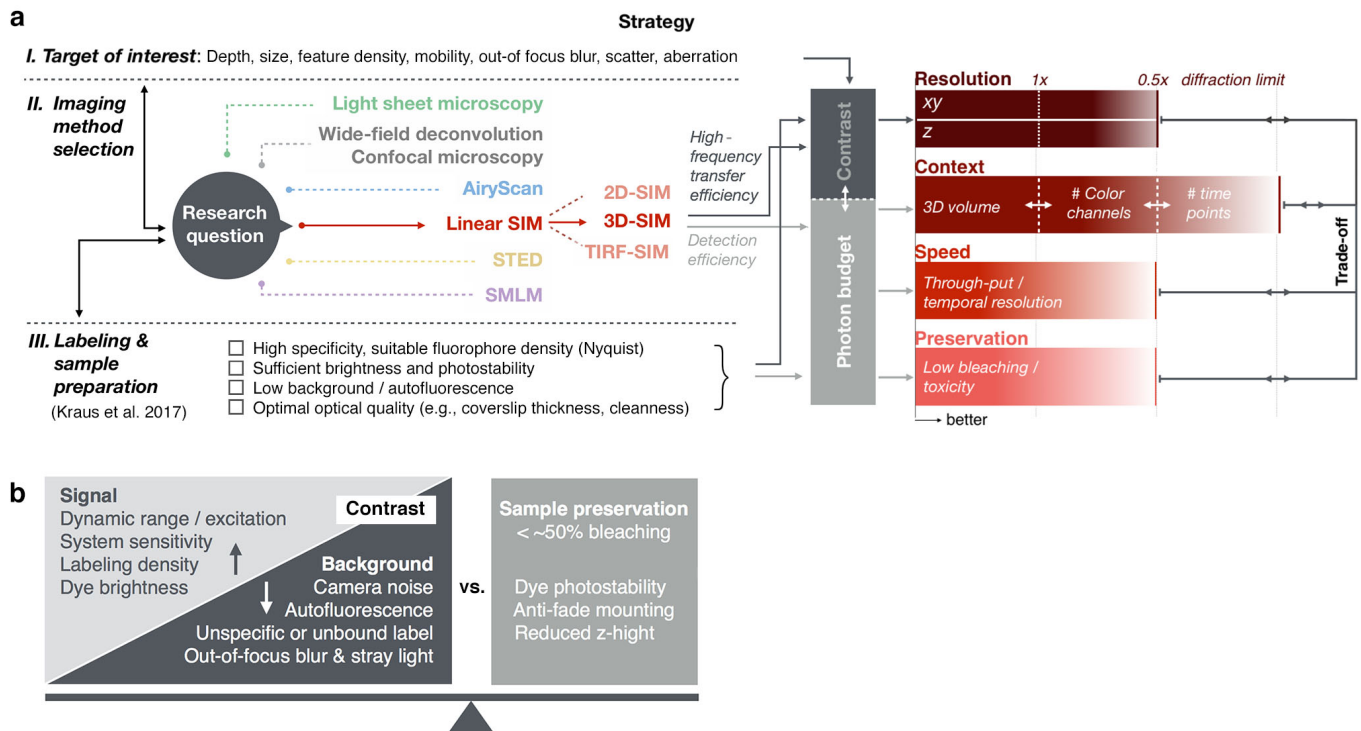 a
Strategy
I. Target of interest: Depth, size, feature density, mobility, out-of focus blur, scatter, aberration
II. Imaging
method
selection
Light sheet microscopy
Wide-field deconvolution
Confocal microscopy
AiryScan
Linear SIM
STED
SMLM
Research
question
2D-SIM
3D-SIM
TIRF-SIM
High-
frequency
transfer
efficiency
Detection
efficiency
III. Labeling &
sample
preparation
(Kraus et al. 2017)
High specificity, suitable fluorophore density (Nyquist)
Sufficient brightness and photostability
Low background / autofluorescence
Optimal optical quality (e.g., coverslip thickness, cleanness)
Contrast
Photon budget
Resolution
1x
0.5x
diffraction limit
xy
z
Context
3D volume
# Color
channels
# time
points
Speed
Through-put /
temporal resolution
Preservation
Low bleaching /
toxicity
better
Trade-off
b
Signal
Dynamic range / excitation
System sensitivity
Labeling density
Dye brightness
Contrast
Background
Camera noise
Autofluorescence
Unspecific or unbound label
Out-of-focus blur & stray light
vs.
Sample preservation
< ~50% bleaching
Dye photostability
Anti-fade mounting
Reduced z-hight